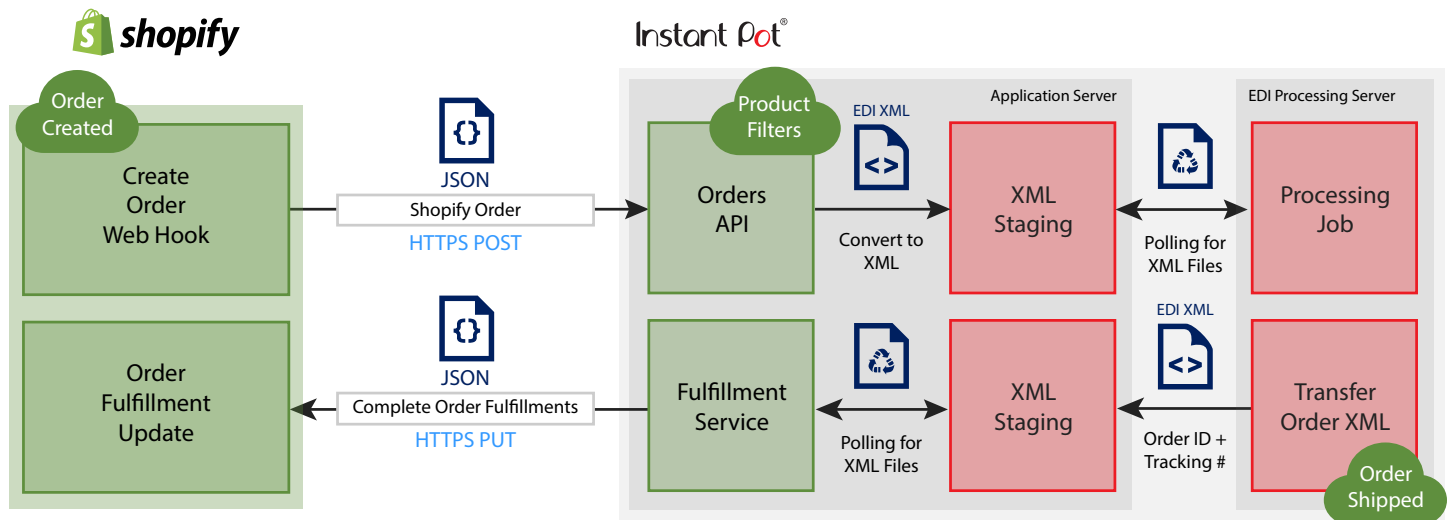 shopify
Instant Pot®
Order
Created
Create
Order
Web Hook
{}
JSON
Shopify Order
HTTPS POST
Product
Filters
Orders
API
Application Server
EDI XML
<>
Convert to
XML
XML
Staging
Polling for
XML Files
EDI Processing Server
Processing
Job
Order
Fulfillment
Update
{}
JSON
Complete Order Fulfillments
HTTPS PUT
Fulfillment
Service
Polling for
XML Files
XML
Staging
EDI XML
<>
Order ID +
Tracking #
Transfer
Order XML
Order
Shipped